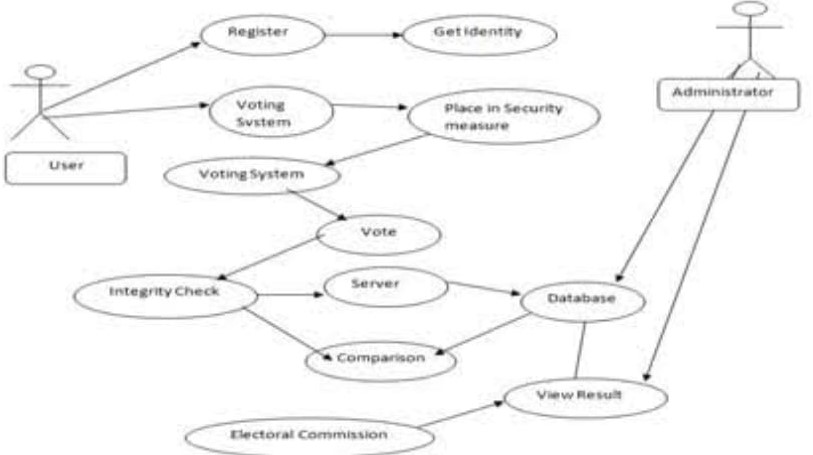 Register
Get Identity
Administrator
Voting
Svstem
Place in Security
measure
User
Voting System
Vote
Integrity Check
Server
Database
Comparison
View Result
Electoral Commission